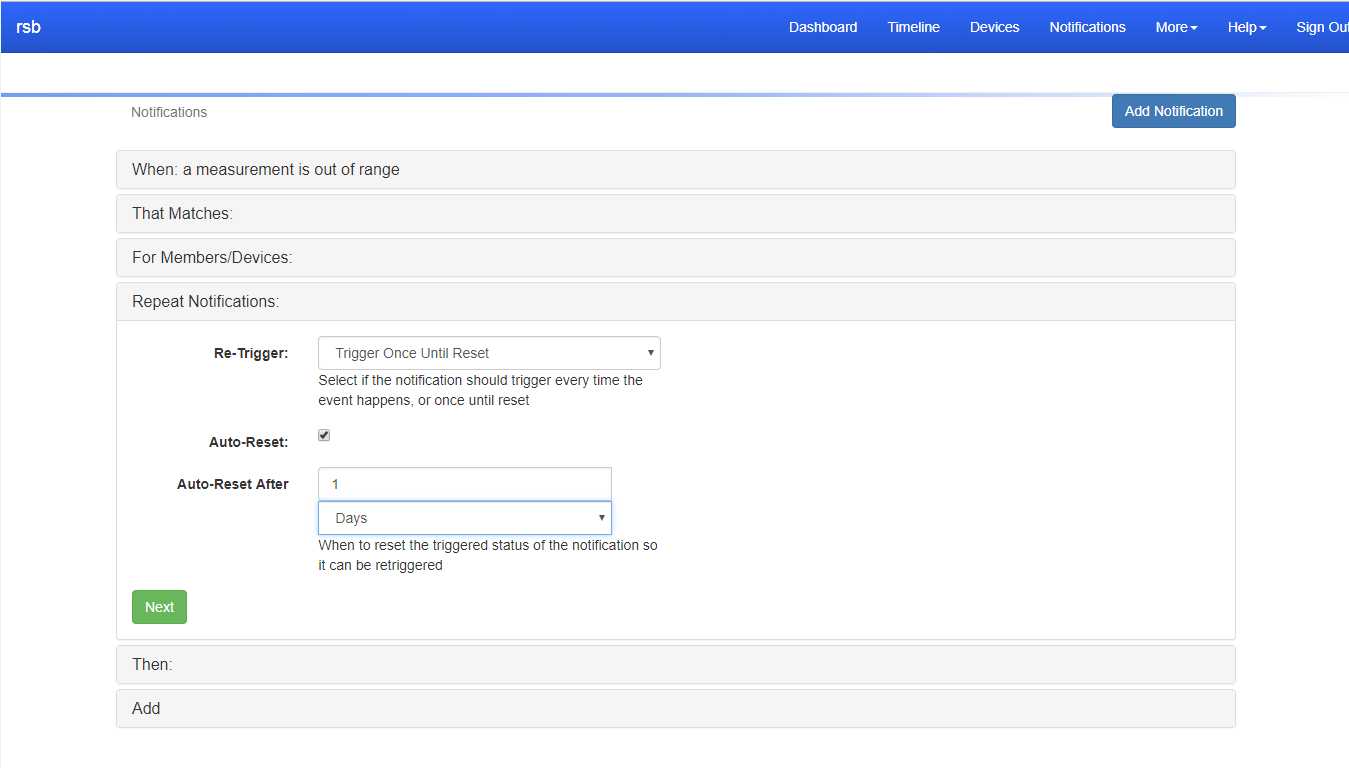 rsb
Dashboard Timeline Devices Notifications More Help Sign Out
Notifications
Add Notification
When: a measurement is out of range
That Matches:
For Members/Devices:
Repeat Notifications:
Re-Trigger: Trigger Once Until Reset
Select if the notification should trigger every time the
event happens, or once until reset
Auto-Reset:
Auto-Reset After 1
Days
When to reset the triggered status of the notification so
it can be retriggered
Next
Then:
Add